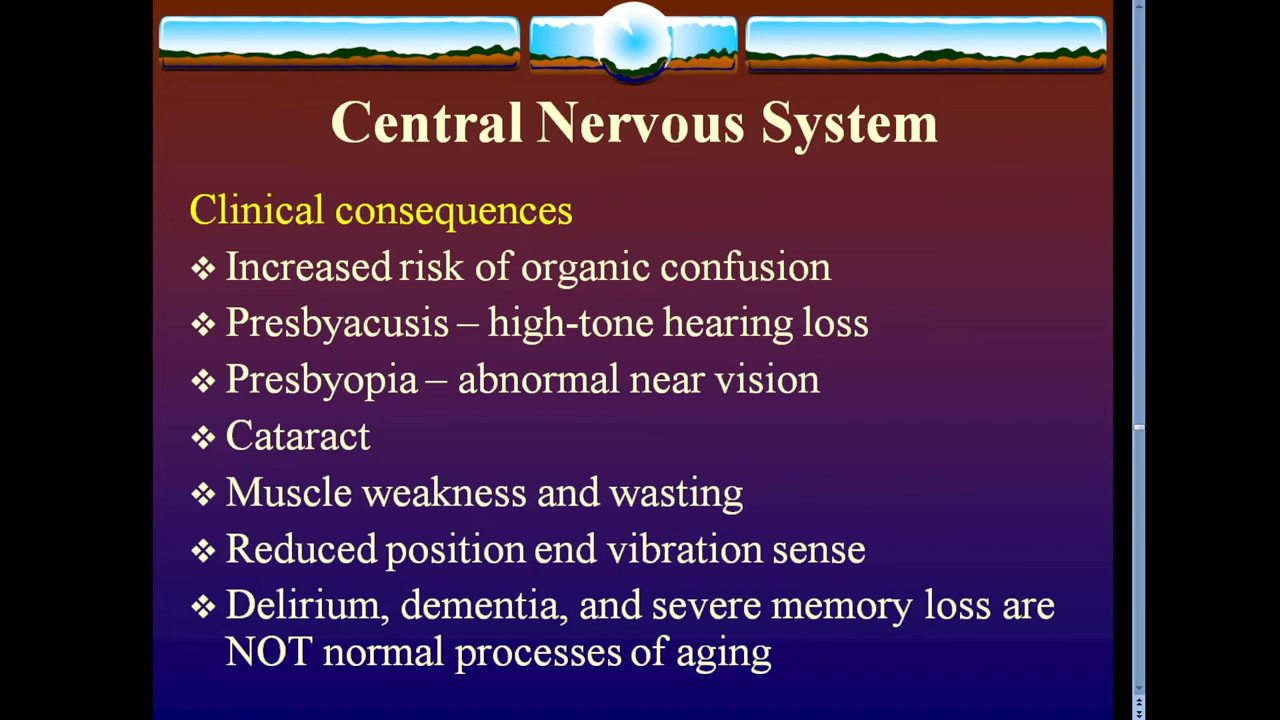 Central Nervous System
Clinical consequences
❖ Increased risk of organic confusion
❖ Presbyacusis – high-tone hearing loss
❖ Presbyopia – abnormal near vision
❖ Cataract
❖ Muscle weakness and wasting
❖ Reduced position end vibration sense
❖ Delirium, dementia, and severe memory loss are
NOT normal processes of aging